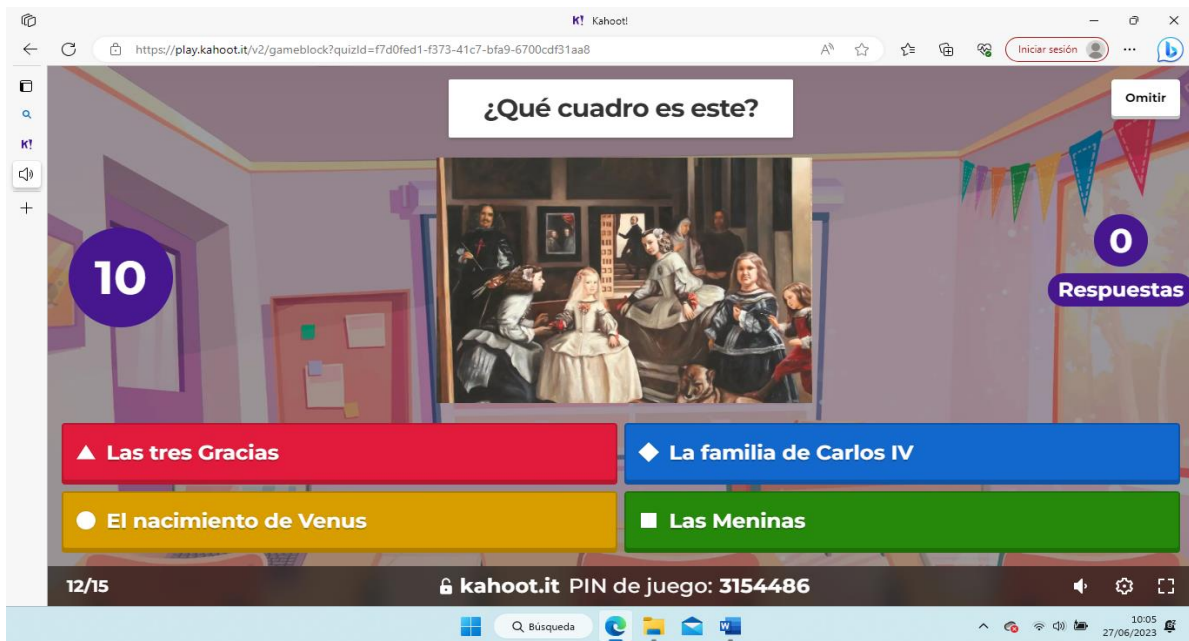 K! Kahoot!
https://play.kahoot.it/v2/gameblock?quizId=f7d0fed1-f373-41c7-bfa9-6700cdf31aa8
Iniciar sesión
K!
¿Qué cuadro es este?
Omitir
10
0
Respuestas
Las tres Gracias
La familia de Carlos IV
El nacimiento de Venus
Las Meninas
12/15
kahoot.it PIN de juego: 3154486
Búsqueda
10:05
27/06/2023